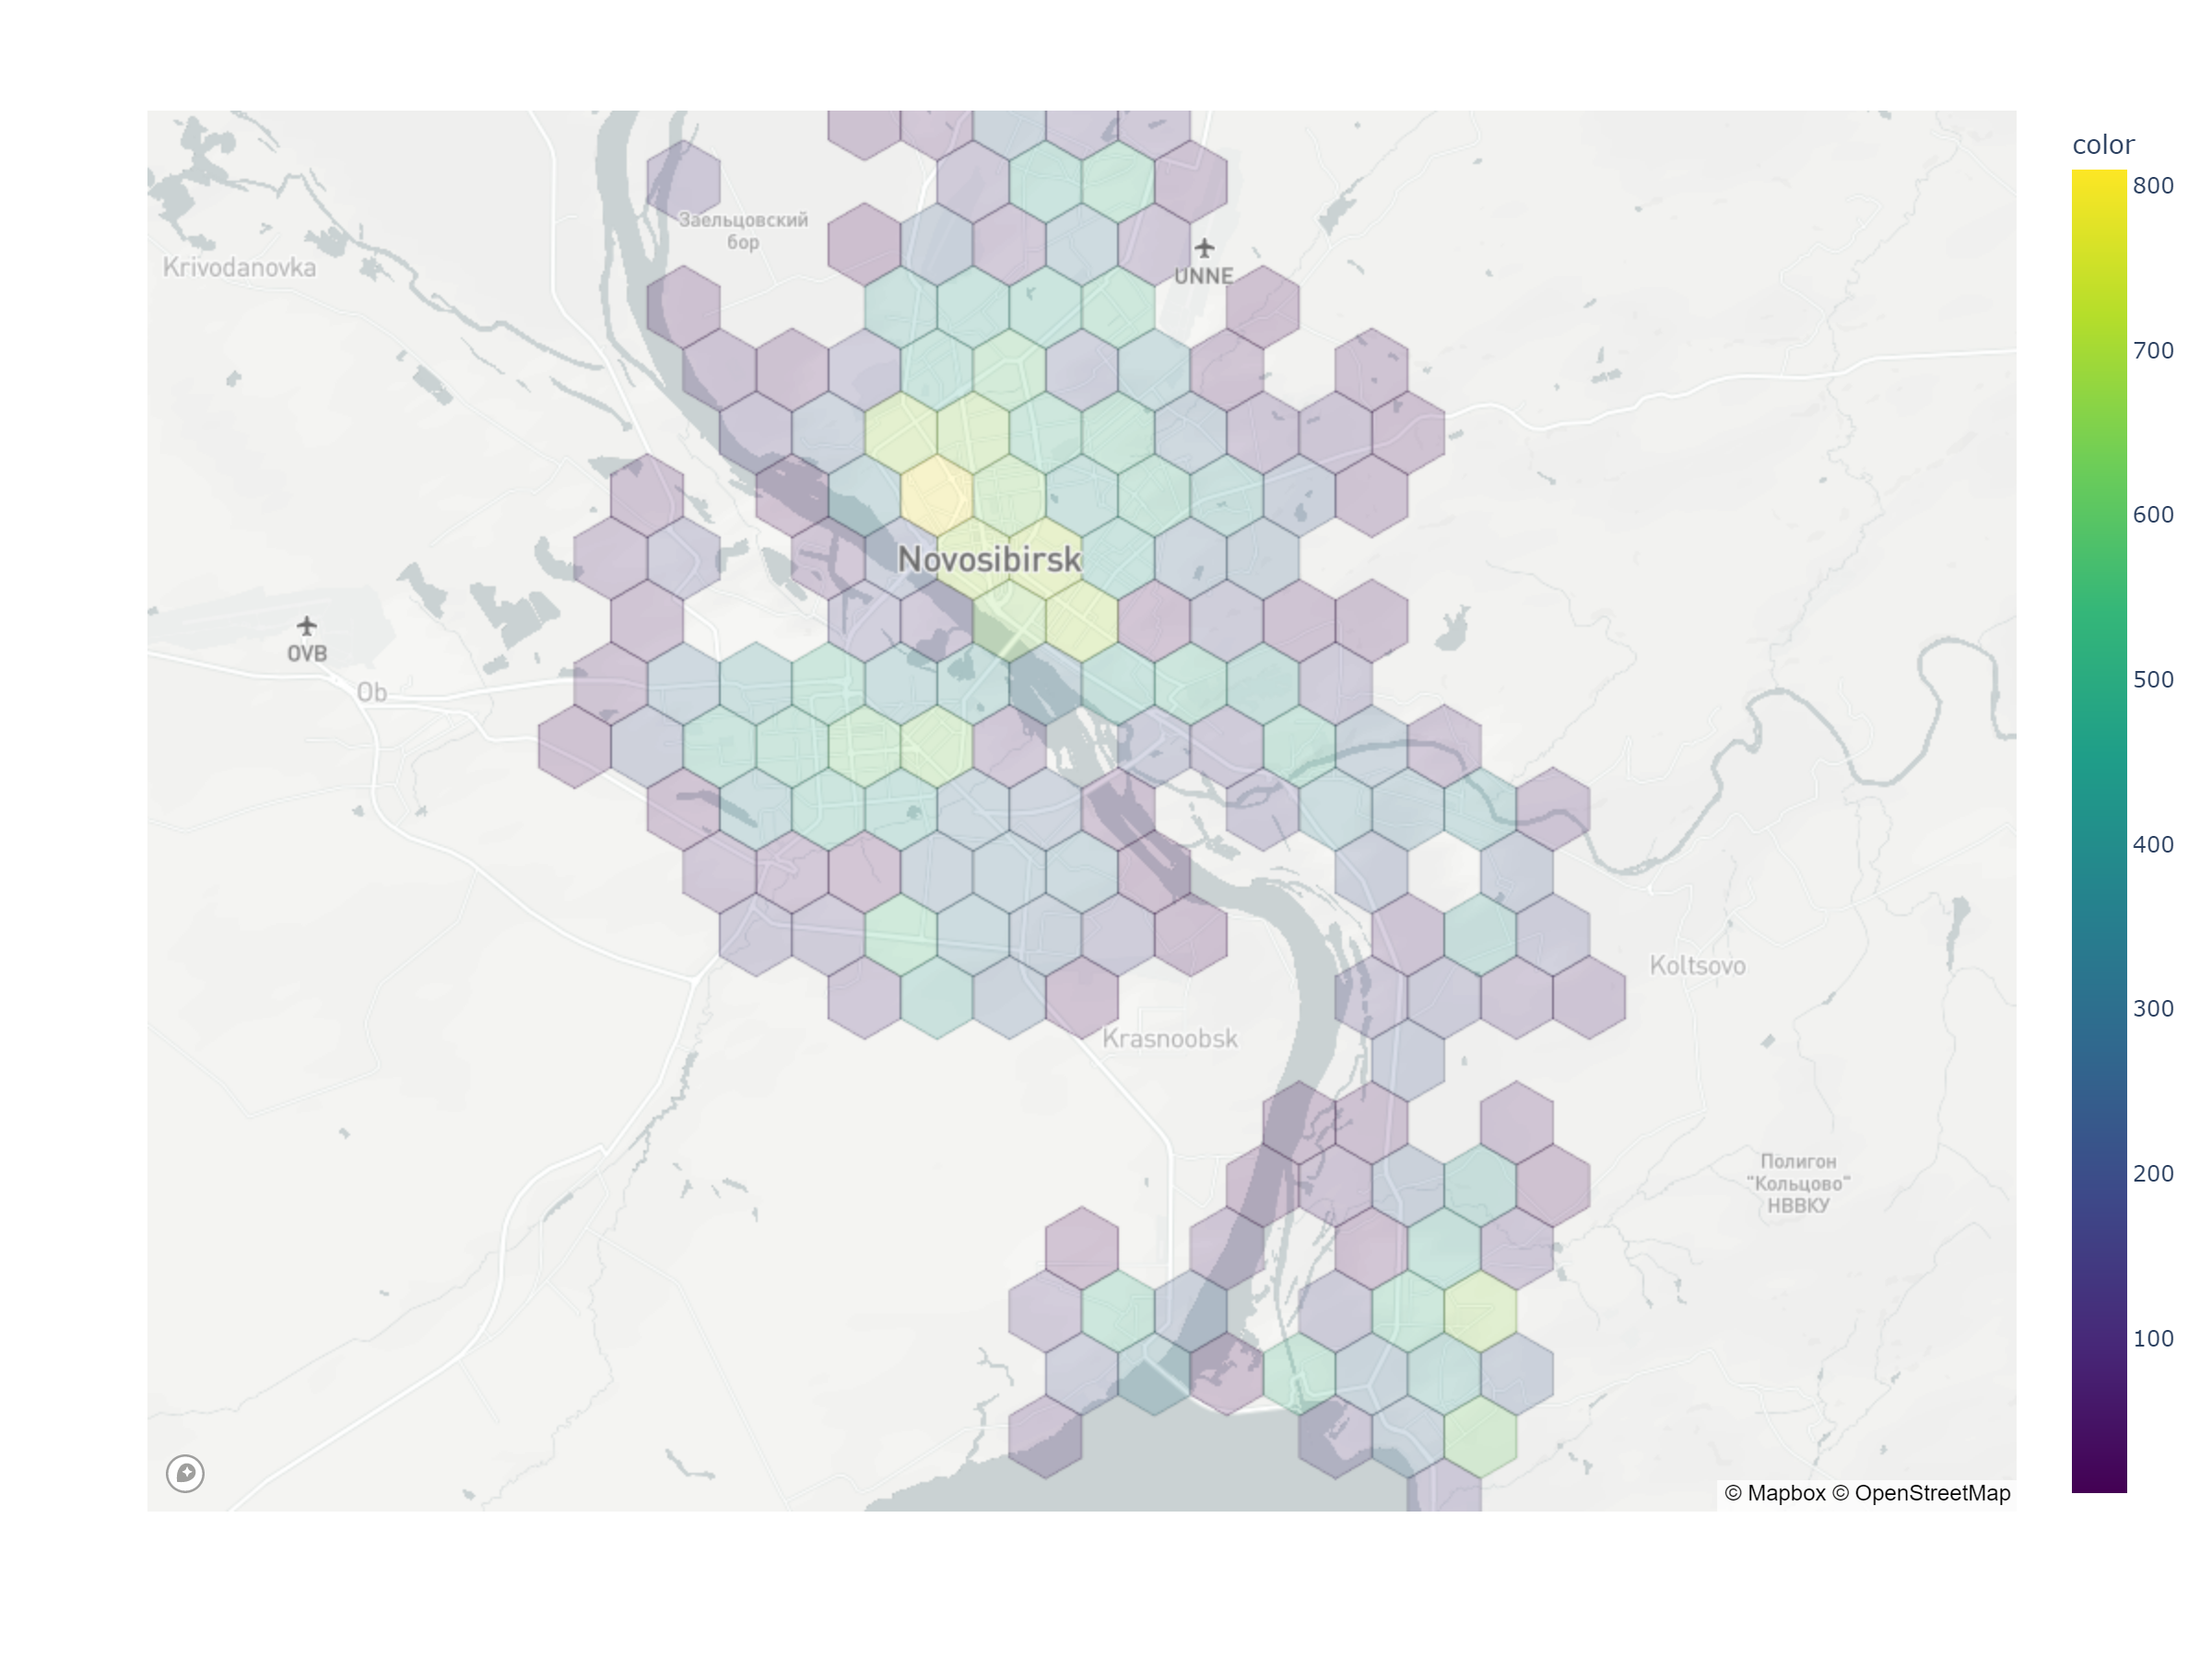 color
800
700
600
500
400
300
200
100
Заельцовский
бор
Krivodanovka
UNNE
Novosibirsk
OVB
Ob
Koltsovo
Krasnoobsk
Полигон
"Кольцово"
НВВКУ
© Mapbox © OpenStreetMap